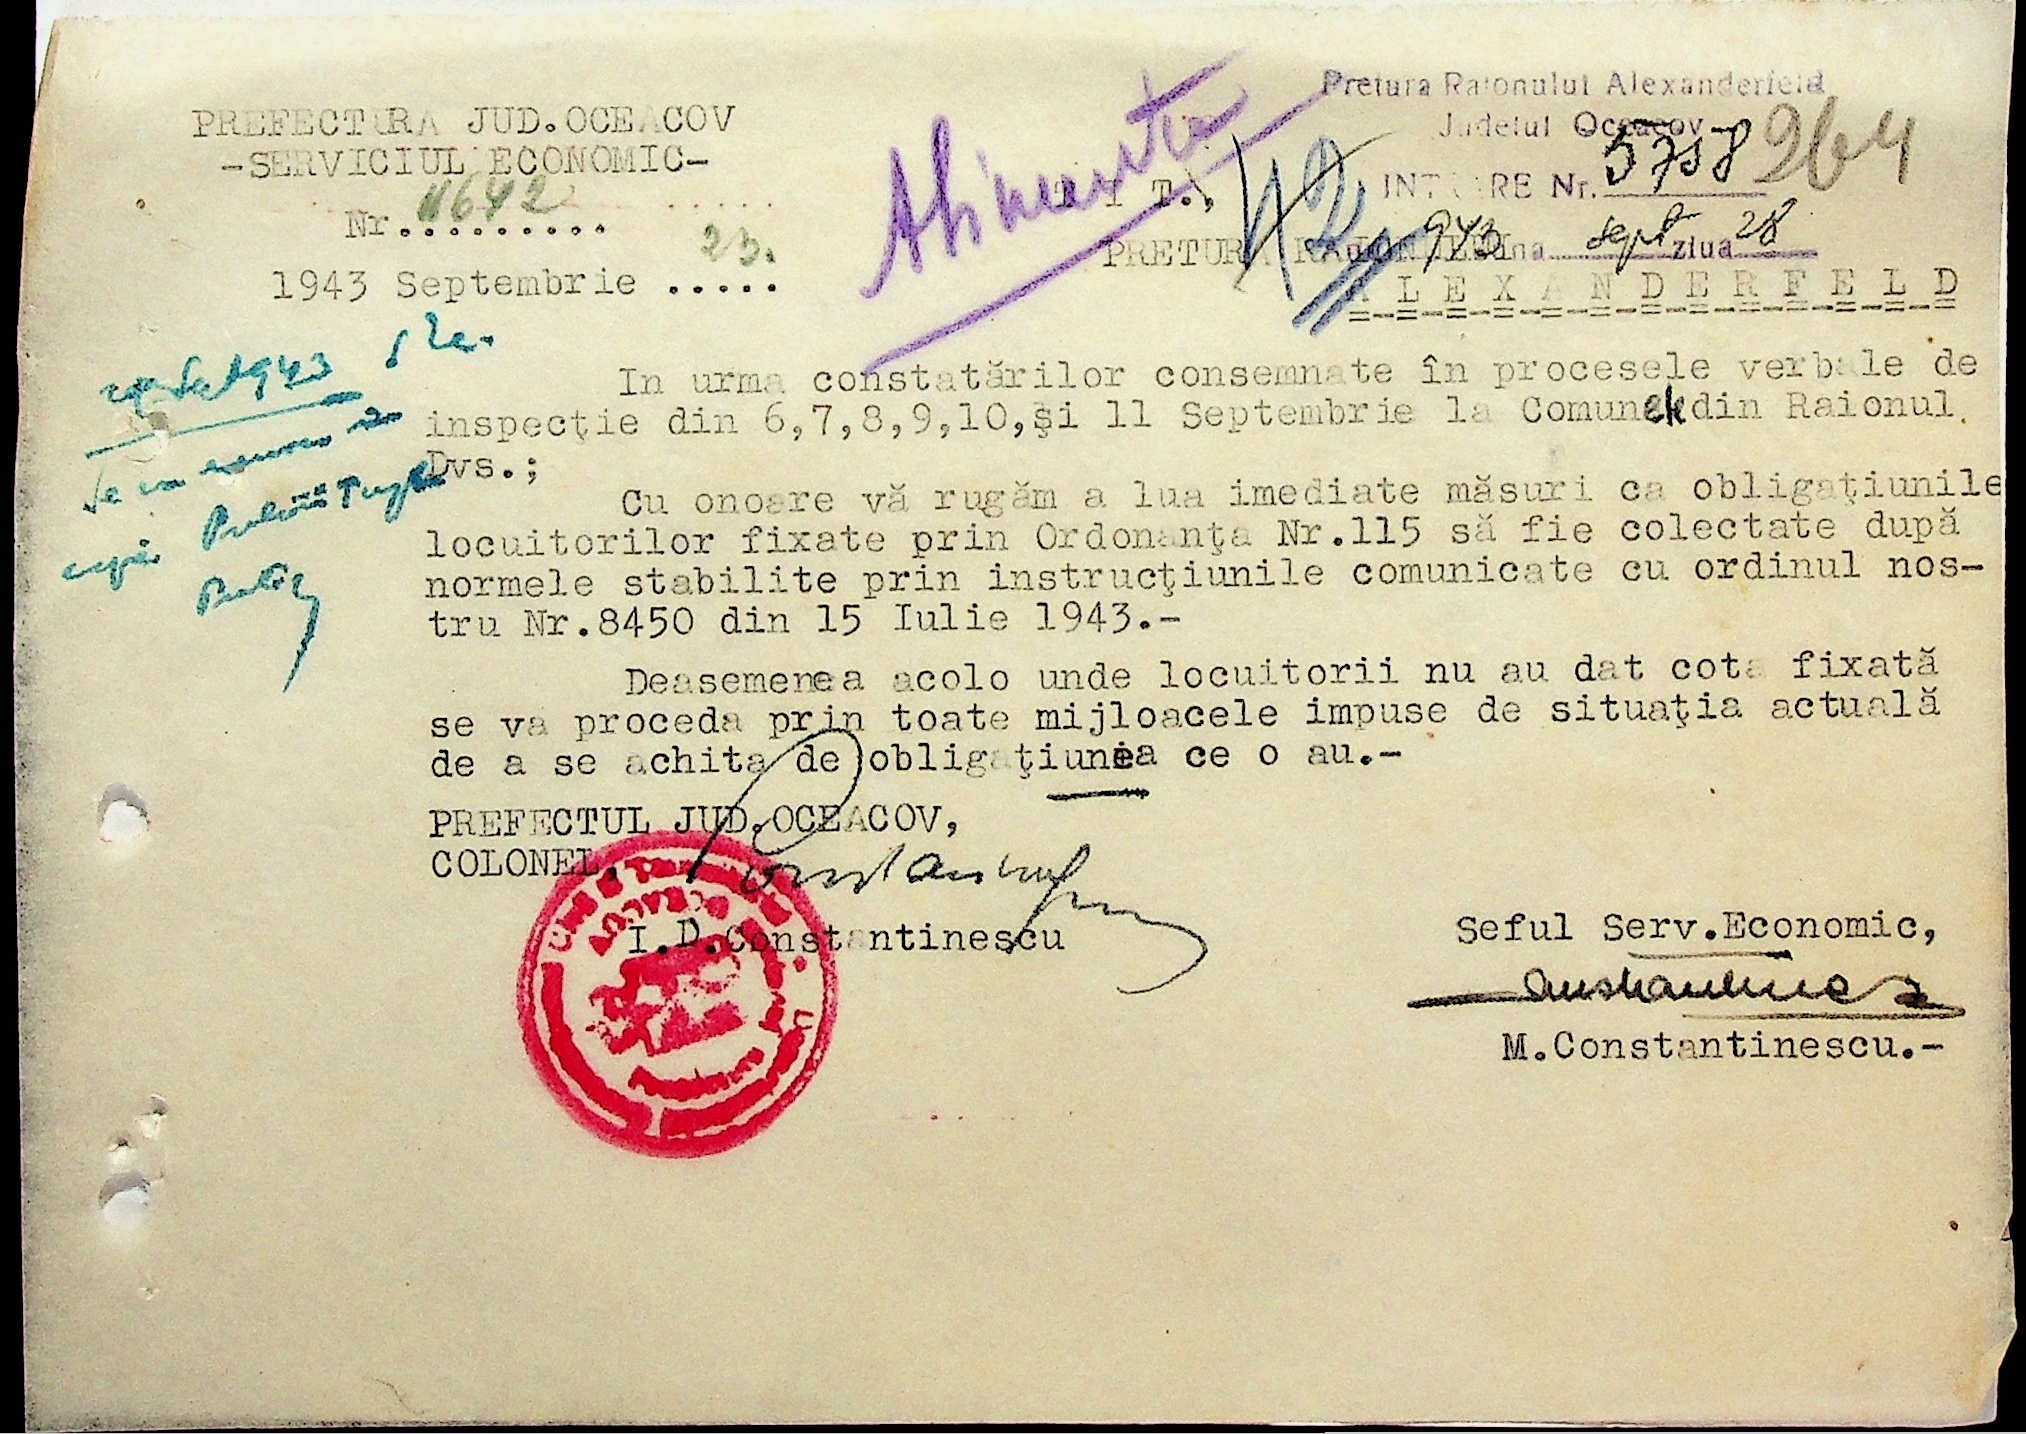 PREFECTURA JUD.OCEACOV
-SERVICIUL ECONOMIC-
Nr. 11642
23.
1943 Septembrie .....
Pretura Raionului Alexanderfeld
Judetul Oceacov
INTRARE Nr. 5758
264
943 Luna sept ziua 28
PRETURA RAIONULUI
A L E X A N D E R F E L D
In urma constatărilor consemnate în procesele verbale de
inspecţie din 6,7,8,9,10,şi 11 Septembrie la Comunele din Raionul
Dvs.;
Cu onoare vă rugăm a lua imediate măsuri ca obligaţiunile
locuitorilor fixate prin Ordonanţa Nr.115 să fie colectate după
normele stabilite prin instrucţiunile comunicate cu ordinul nos-
tru Nr.8450 din 15 Iulie 1943.-
Deasemenea acolo unde locuitorii nu au dat cota fixată
se va proceda prin toate mijloacele impuse de situaţia actuală
de a se achita de obligaţiunea ce o au.-
PREFECTUL JUD.OCEACOV,
COLONEL,
I.D.Constantinescu
Seful Serv.Economic,
M.Constantinescu.-